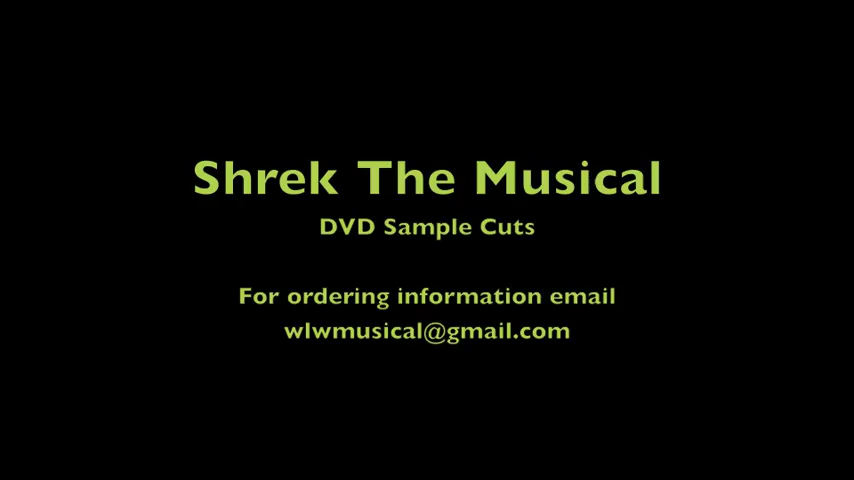 Shrek The Musical
DVD Sample Cuts
For ordering information email
wlwmusical@gmail.com